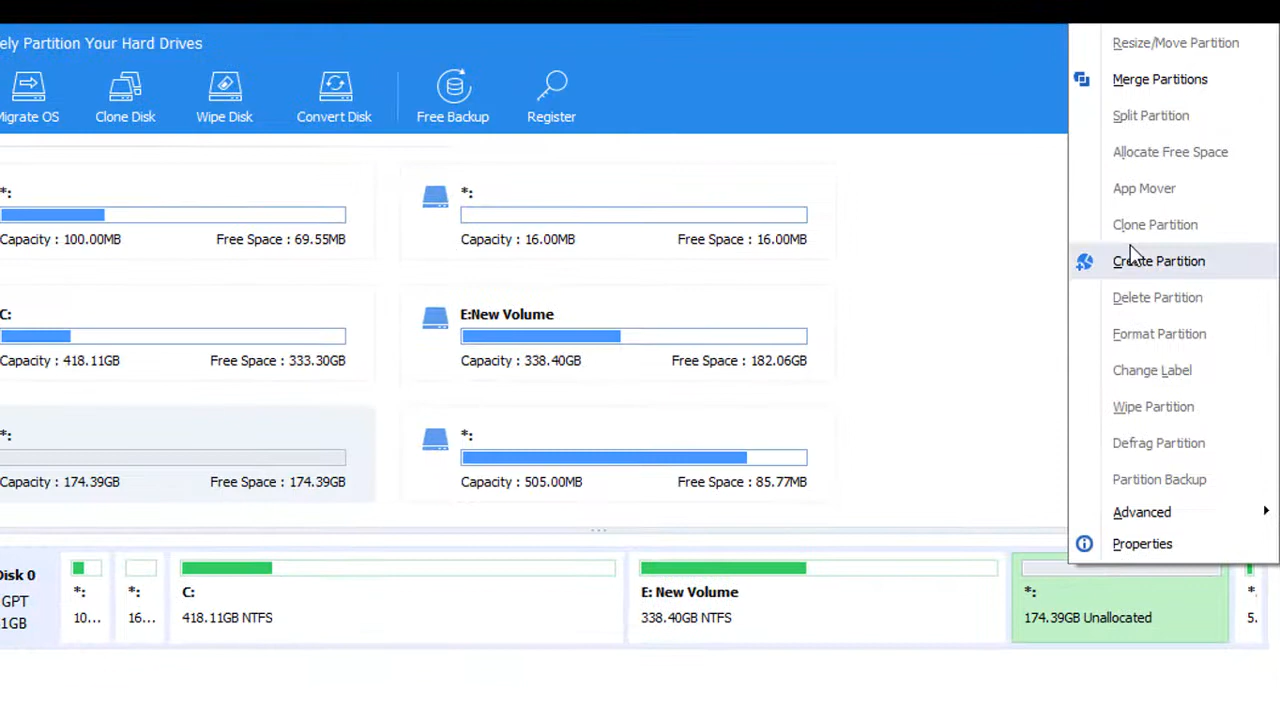 ely Partition Your Hard Drives
Migrate OS
Clone Disk
Wipe Disk
Convert Disk
Free Backup
Register
*:
Capacity : 100.00MB
Free Space : 69.55MB
*:
Capacity : 16.00MB
Free Space : 16.00MB
C:
Capacity : 418.11GB
Free Space : 333.30GB
E:New Volume
Capacity : 338.40GB
Free Space : 182.06GB
*:
Capacity : 174.39GB
Free Space : 174.39GB
*:
Capacity : 505.00MB
Free Space : 85.77MB
Disk 0
GPT
1GB
*:
10...
*:
16...
C:
418.11GB NTFS
E: New Volume
338.40GB NTFS
*:
174.39GB Unallocated
*:
5.
Resize/Move Partition
Merge Partitions
Split Partition
Allocate Free Space
App Mover
Clone Partition
Create Partition
Delete Partition
Format Partition
Change Label
Wipe Partition
Defrag Partition
Partition Backup
Advanced
Properties